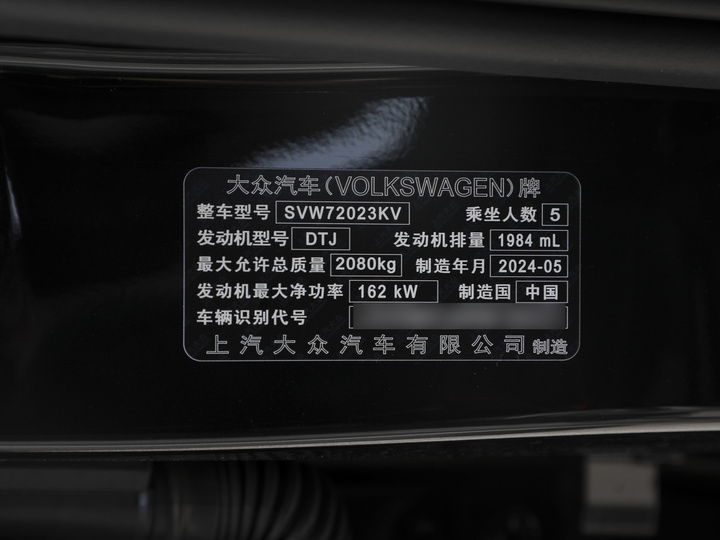 大众汽车(VOLKSWAGEN)牌
整车型号 SVW72023KV 乘坐人数 5
发动机型号 DTJ 发动机排量 1984 mL
最大允许总质量 2080kg 制造年月 2024-05
发动机最大净功率 162 kW 制造国 中国
车辆识别代号
上汽大众汽车有限公司 制造